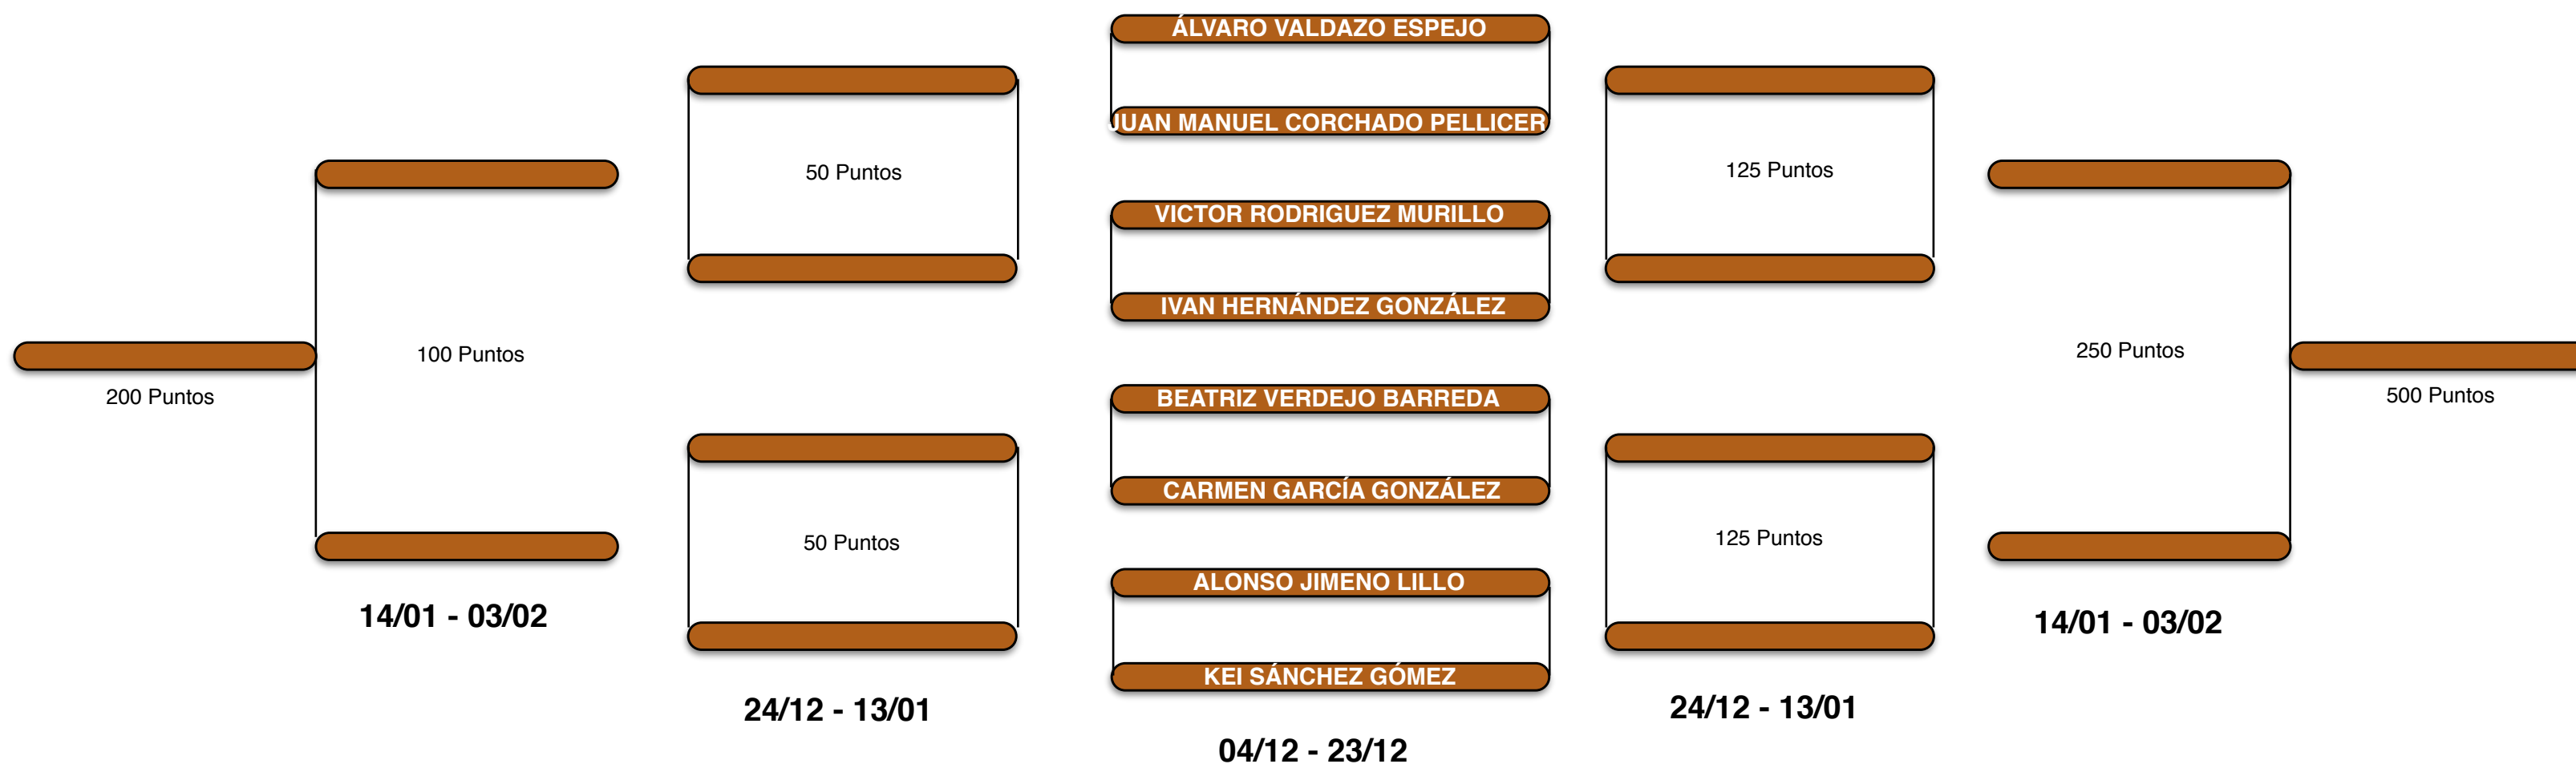 ÁLVARO VALDAZO ESPEJO
JUAN MANUEL CORCHADO PELLICER
50 Puntos
125 Puntos
VICTOR RODRIGUEZ MURILLO
IVAN HERNÁNDEZ GONZÁLEZ
100 Puntos
250 Puntos
200 Puntos
BEATRIZ VERDEJO BARREDA
500 Puntos
CARMEN GARCÍA GONZÁLEZ
50 Puntos
125 Puntos
ALONSO JIMENO LILLO
14/01 - 03/02
14/01 - 03/02
KEI SÁNCHEZ GÓMEZ
24/12 - 13/01
24/12 - 13/01
04/12 - 23/12